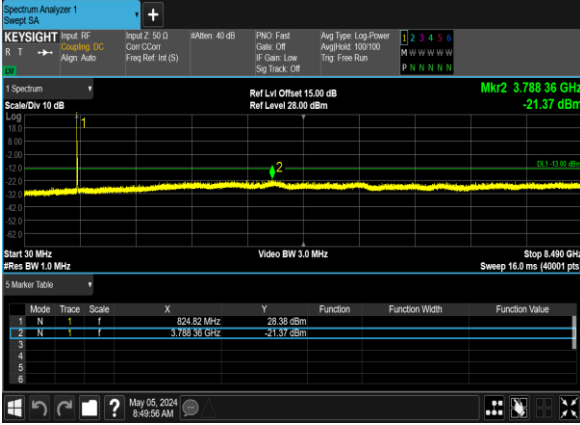 Spectrum Analyzer 1
Swept SA
+
KEYSIGHT Input: RF Input Z: 50 Ω #Atten: 40 dB PNO: Fast Avg Type: Log-Power 1 2 3 4 5 6
R T Coupling: DC Corr CCorr Gate: Off Avg|Hold: 100/100 M W W W W W
Align: Auto Freq Ref: Int (S) IF Gain: Low Trig: Free Run
Sig Track: Off P N N N N N
1 Spectrum
Ref Lvl Offset 15.00 dB Mkr2 3.788 36 GHz
Scale/Div 10 dB Ref Level 28.00 dBm -21.37 dBm
Log
18.0
8.00
-2.00
-12.0
-22.0
-32.0
-42.0
-52.0
-62.0
1
2
DL1 -13.00 dBm
Start 30 MHz Video BW 3.0 MHz Stop 8.490 GHz
#Res BW 1.0 MHz Sweep 16.0 ms (40001 pts
5 Marker Table
Mode Trace Scale X Y Function Function Width Function Value
1 N 1 f 824.82 MHz 28.38 dBm
2 N 1 f 3.788 36 GHz -21.37 dBm
3
4
5
6
? May 05, 2024
8:49:56 AM